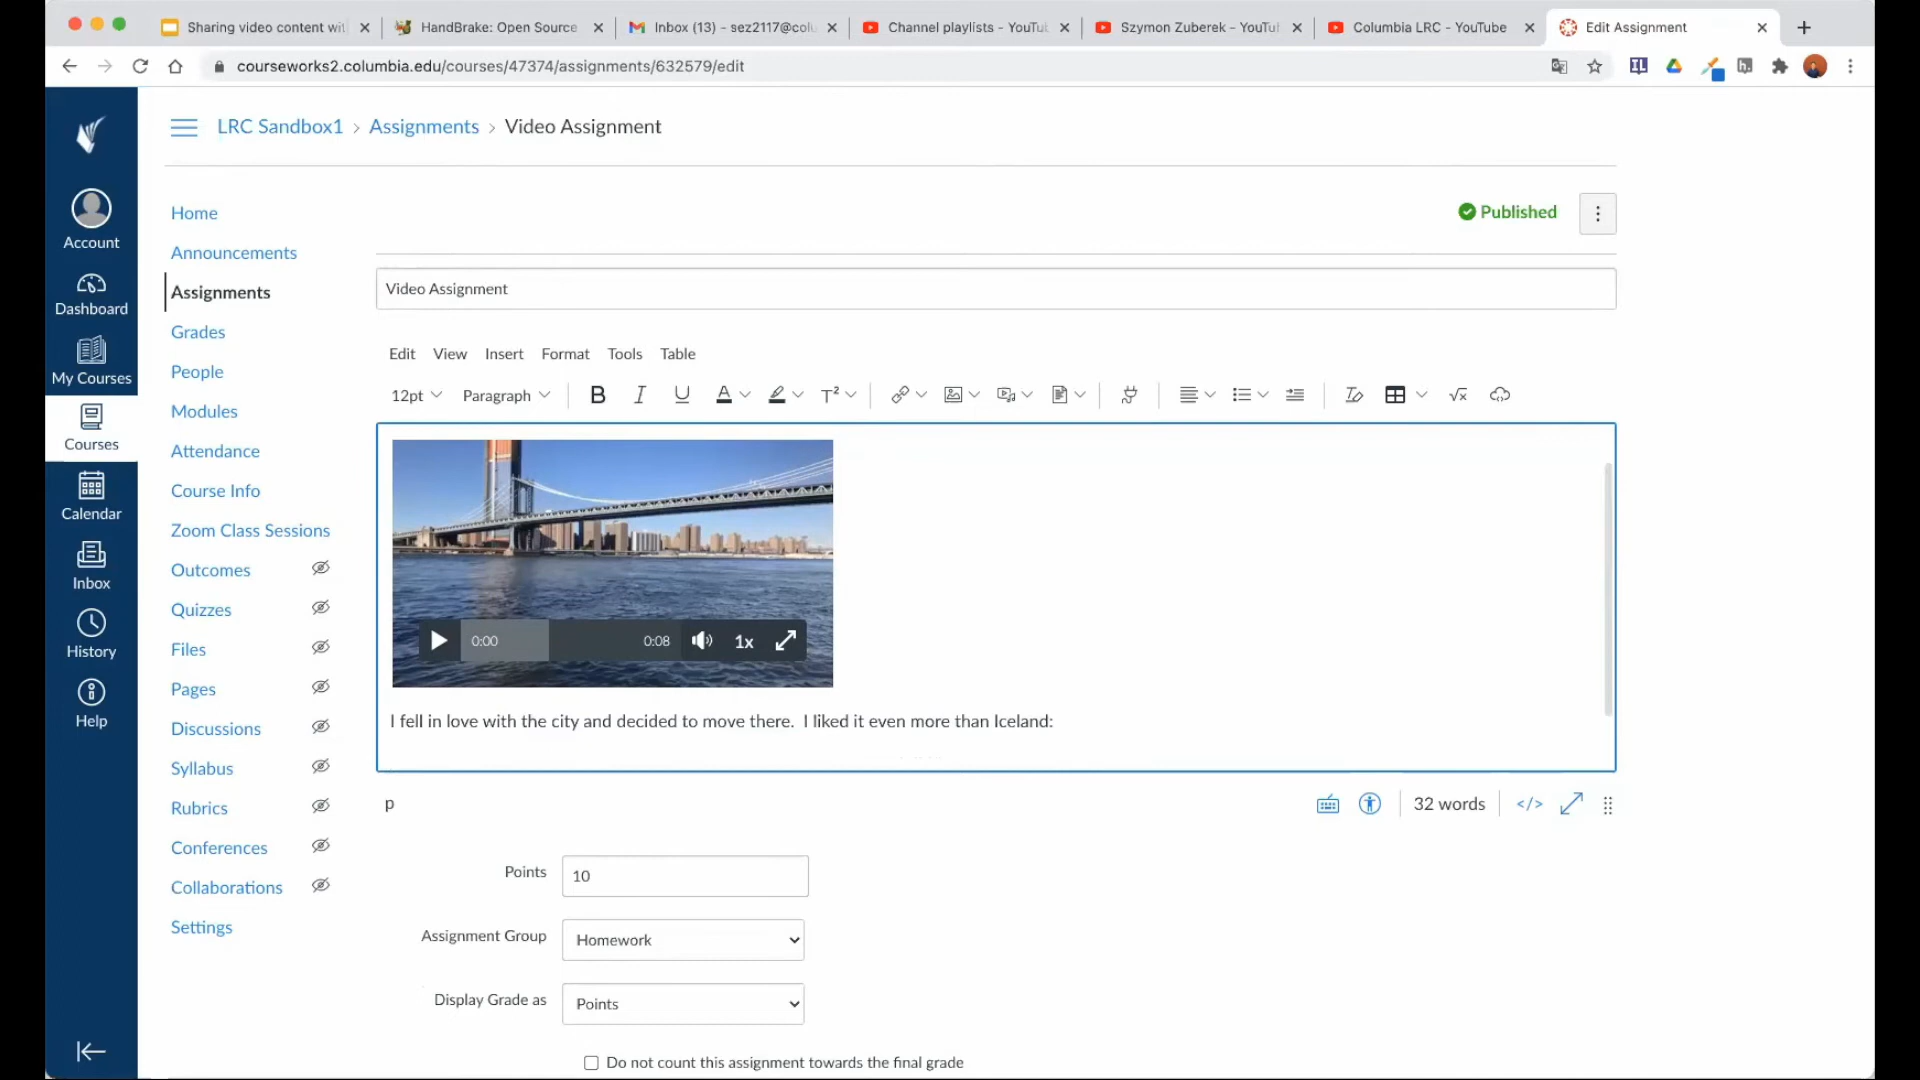 Sharing video content wit
HandBrake: Open Source
Inbox (13) - sez2117@colu
Channel playlists - YouTub
Szymon Zuberek - YouTub
Columbia LRC - YouTube
Edit Assignment
courseworks2.columbia.edu/courses/47374/assignments/632579/edit
LRC Sandbox1 > Assignments > Video Assignment
Account
Dashboard
My Courses
Courses
Calendar
Inbox
History
Help
Home
Announcements
Assignments
Grades
People
Modules
Attendance
Course Info
Zoom Class Sessions
Outcomes
Quizzes
Files
Pages
Discussions
Syllabus
Rubrics
Conferences
Collaborations
Settings
Published
Video Assignment
Edit View Insert Format Tools Table
12pt Paragraph B I U A T²
0:00 0:08 1x
I fell in love with the city and decided to move there. I liked it even more than Iceland:
p 32 words </>
Points 10
Assignment Group Homework
Display Grade as Points
Do not count this assignment towards the final grade